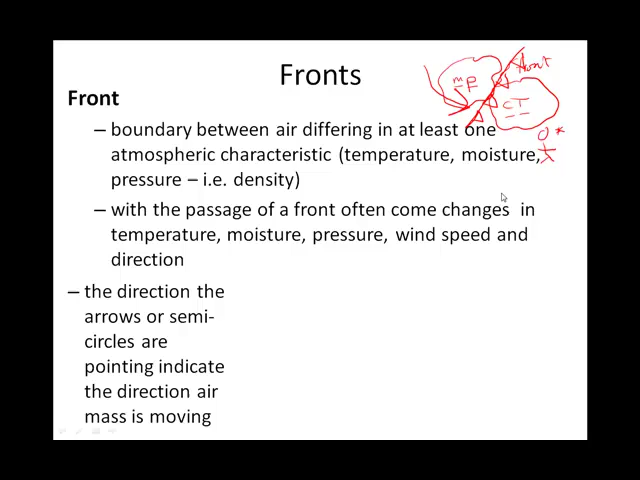 Fronts
front
mP
cT
Front
– boundary between air differing in at least one
atmospheric characteristic (temperature, moisture,
pressure – i.e. density)
– with the passage of a front often come changes in
temperature, moisture, pressure, wind speed and
direction
– the direction the
arrows or semi-
circles are
pointing indicate
the direction air
mass is moving